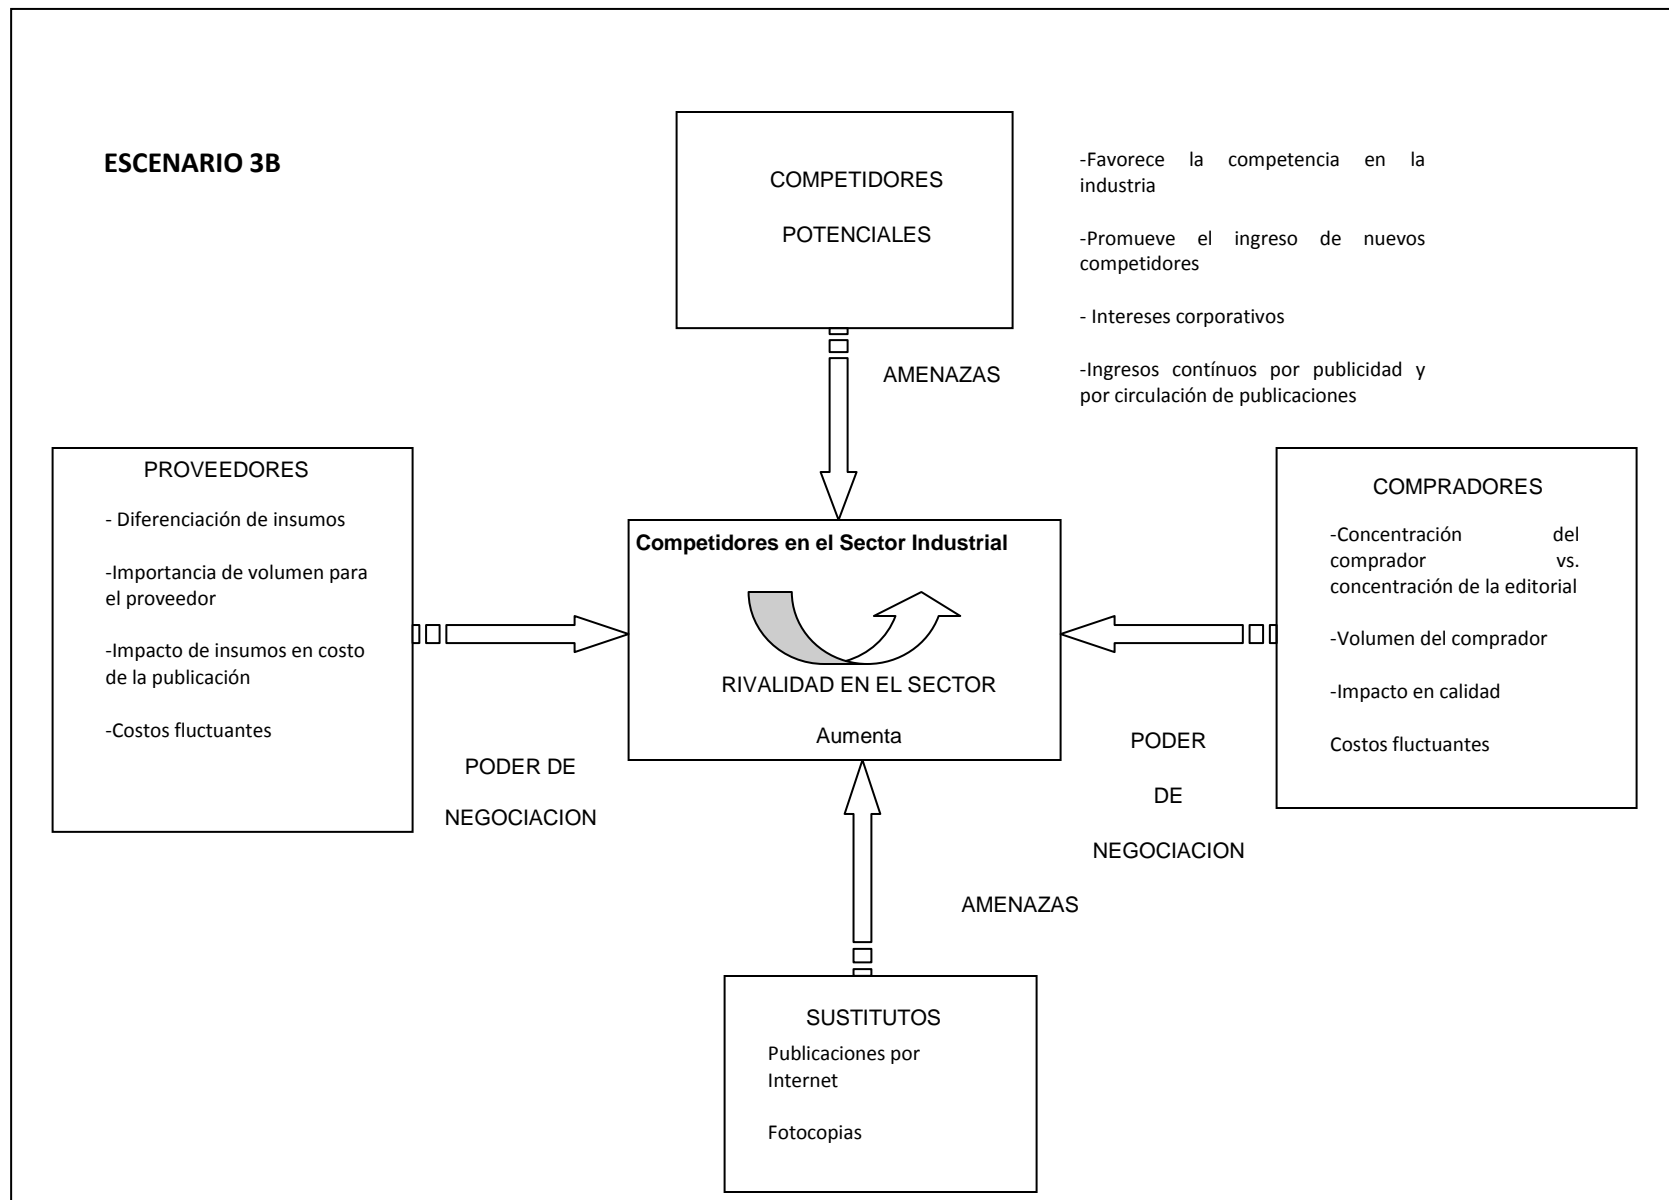 ESCENARIO 3B
COMPETIDORES
POTENCIALES
-Favorece la competencia en la
industria
-Promueve el ingreso de nuevos
competidores
- Intereses corporativos
-Ingresos contínuos por publicidad y
por circulación de publicaciones
AMENAZAS
PROVEEDORES
- Diferenciación de insumos
-Importancia de volumen para
el proveedor
-Impacto de insumos en costo
de la publicación
-Costos fluctuantes
PODER DE
NEGOCIACION
Competidores en el Sector Industrial
RIVALIDAD EN EL SECTOR
Aumenta
COMPRADORES
-Concentración del
comprador vs.
concentración de la editorial
-Volumen del comprador
-Impacto en calidad
Costos fluctuantes
PODER
DE
NEGOCIACION
AMENAZAS
SUSTITUTOS
Publicaciones por
Internet
Fotocopias